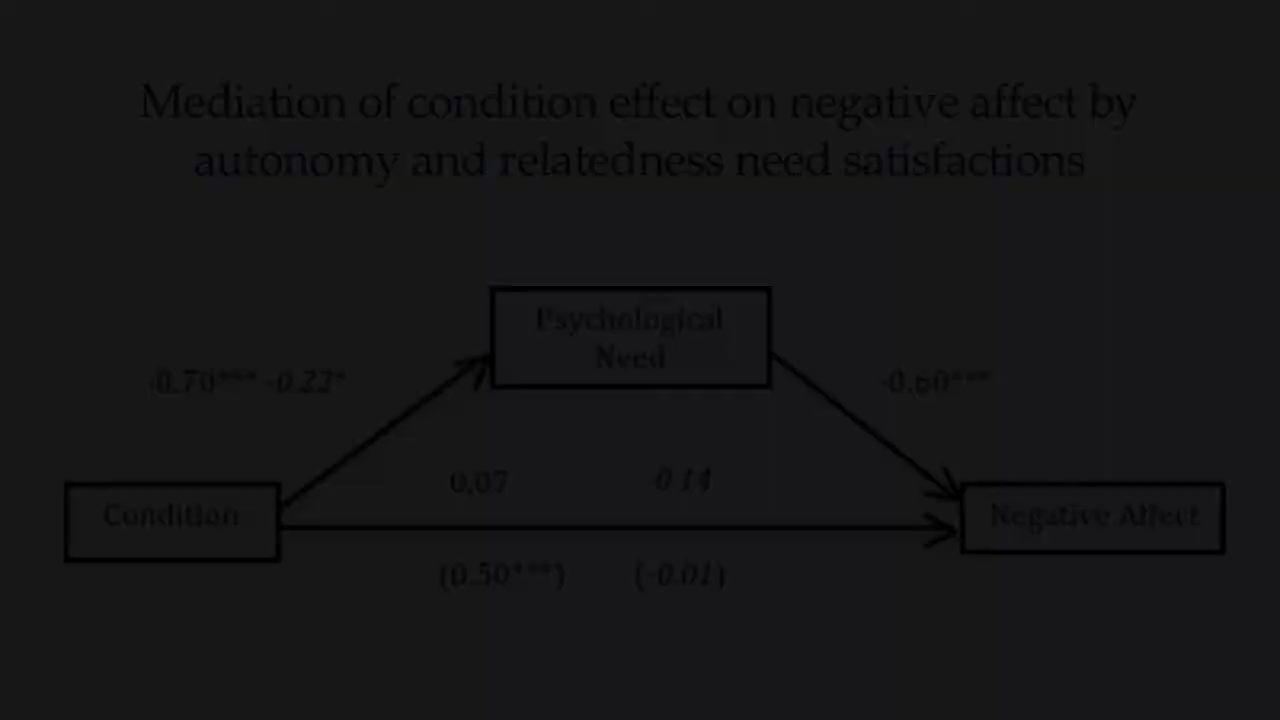 Mediation of condition effect on negative affect by
autonomy and relatedness need satisfactions
Psychological
Need
-0.70*** -0.22*
-0.60***
0.07 -0.14
Condition
Negative Affect
(0.50***) (-0.01)